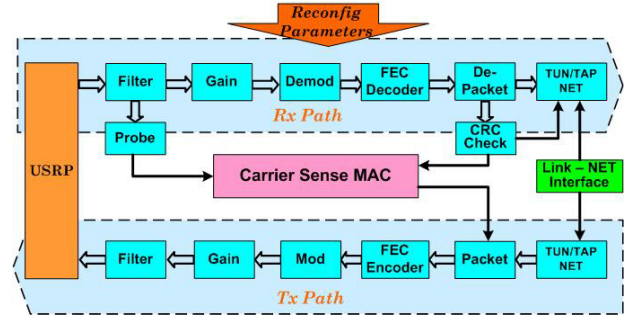 Reconfig
Parameters
Filter
Gain
Demod
FEC
Decoder
De-
Packet
TUN/TAP
NET
Rx Path
Probe
CRC
Check
USRP
Carrier Sense MAC
Link – NET
Interface
Filter
Gain
Mod
FEC
Encoder
Packet
TUN/TAP
NET
Tx Path